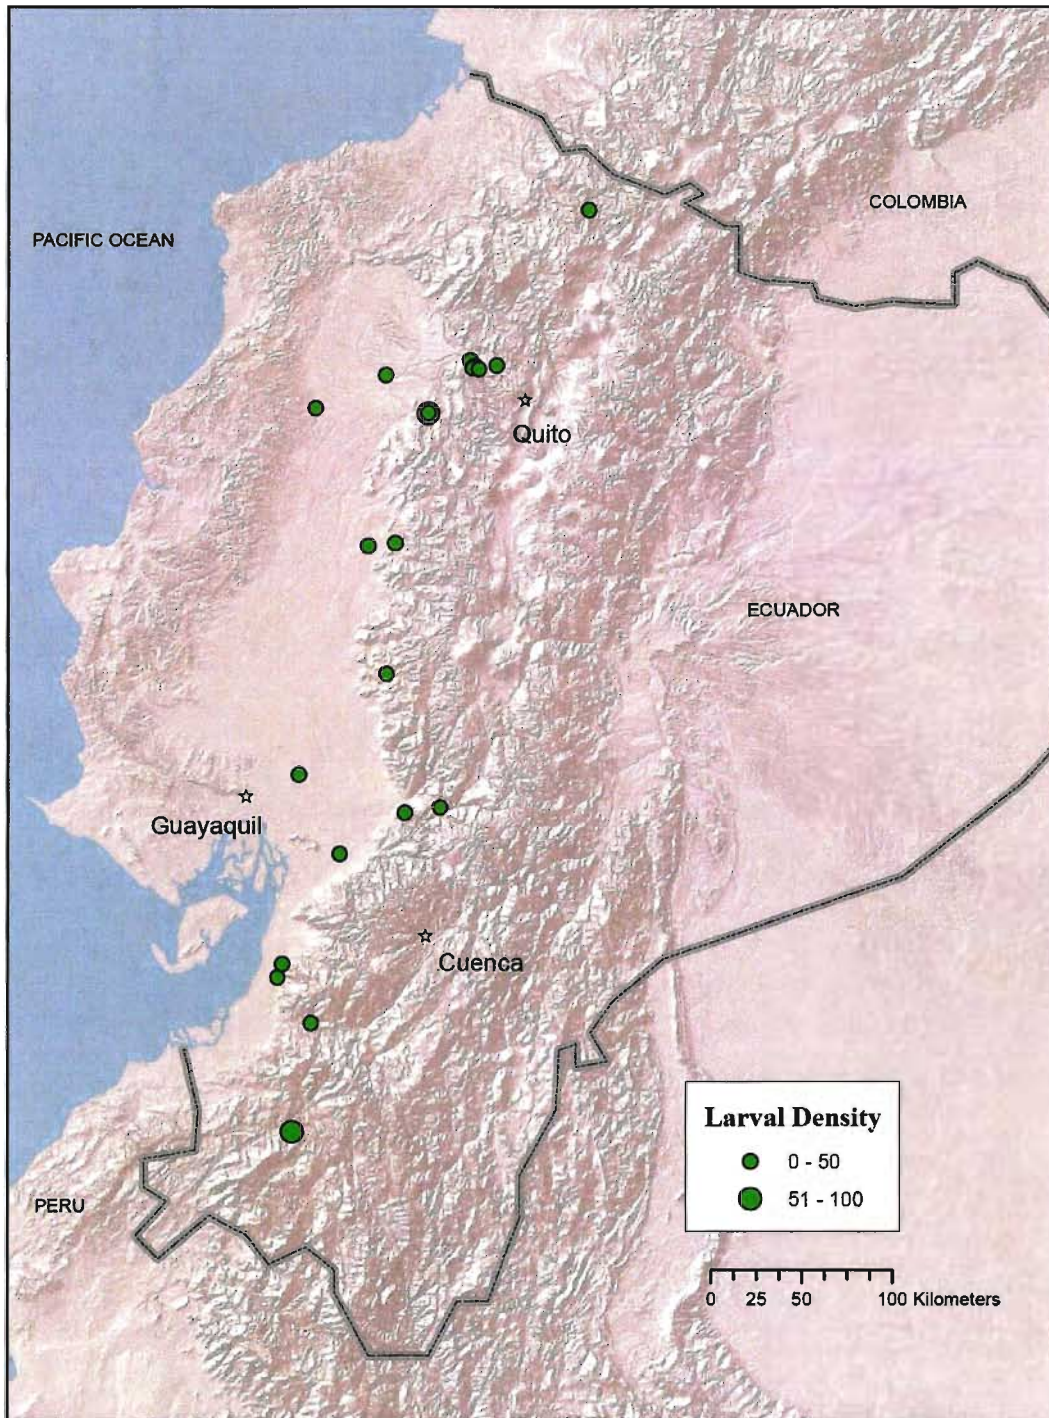 COLOMBIA
PACIFIC OCEAN
Quito
ECUADOR
Guayaquil
Cuenca
Larval Density
0 - 50
51 - 100
PERU
0 25 50 100 Kilometers